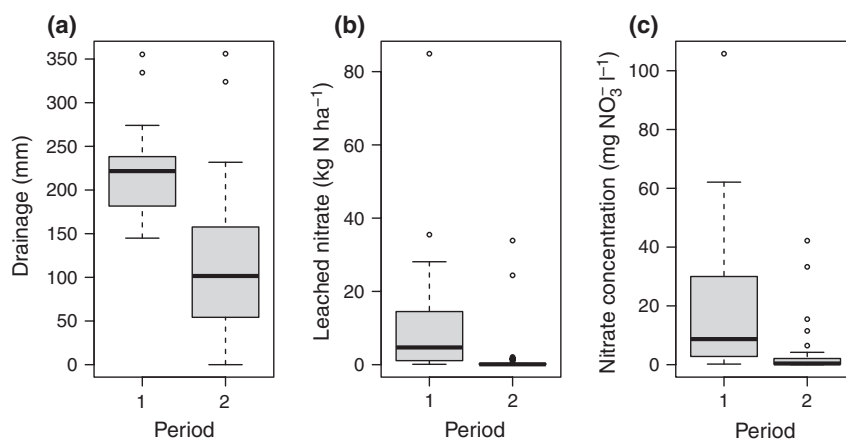 (a)
Drainage (mm)
350
300
250
200
150
100
50
0
1 2
Period
(b)
Leached nitrate (kg N ha⁻¹)
80
60
40
20
0
1 2
Period
(c)
Nitrate concentration (mg NO₃⁻ l⁻¹)
100
80
60
40
20
0
1 2
Period